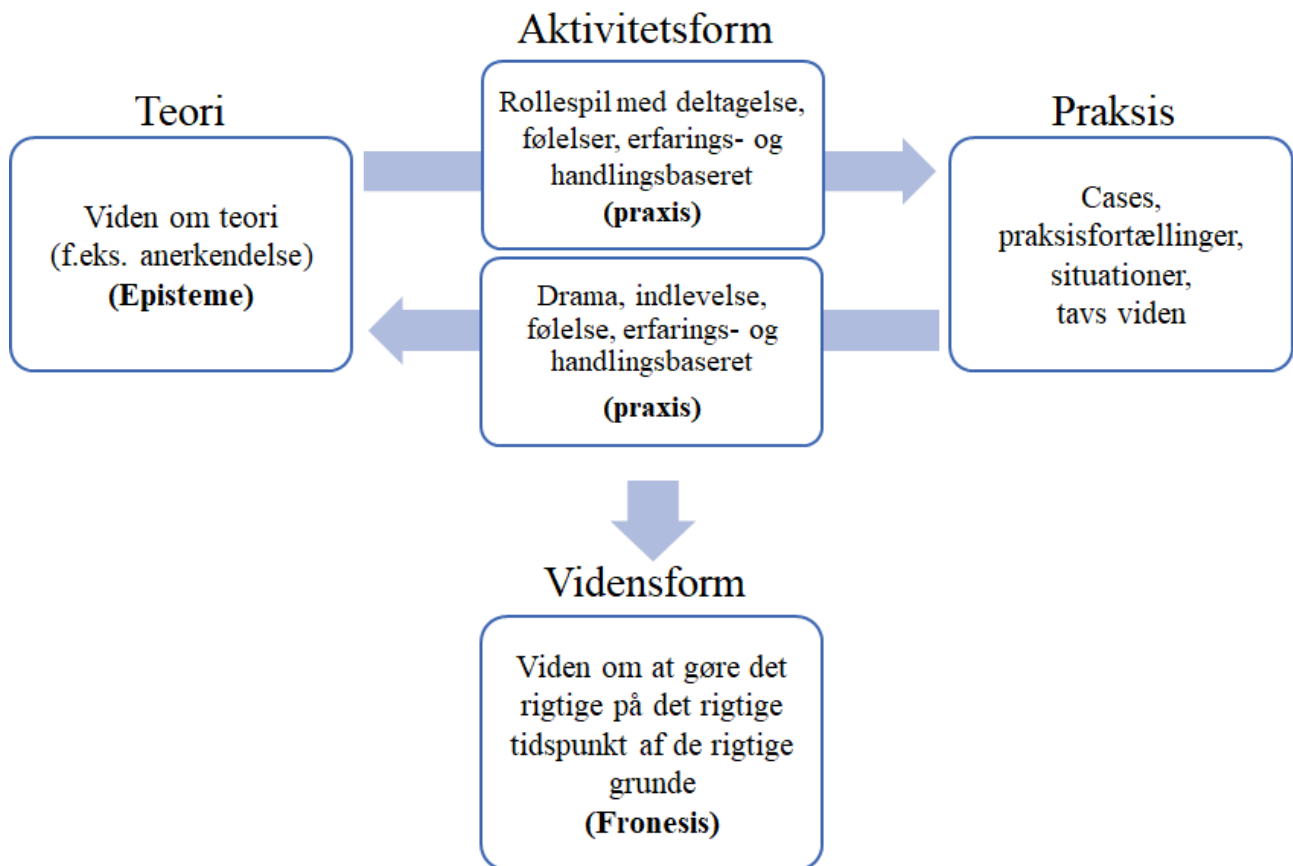 Aktivitetsform
Teori
Viden om teori
(f.eks. anerkendelse)
(Episteme)
Rollespil med deltagelse,
følelser, erfarings- og
handlingsbaseret
(praxis)
Drama, indlevelse,
følelse, erfarings- og
handlingsbaseret
(praxis)
Praksis
Cases,
praksisfortællinger,
situationer,
tavs viden
Vidensform
Viden om at gøre det
rigtige på det rigtige
tidspunkt af de rigtige
grunde
(Fronesis)